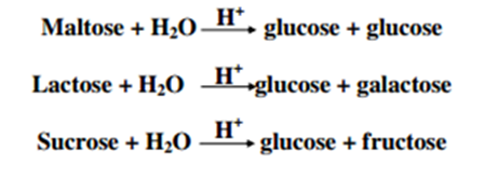 Maltose + H₂O —H⁺→ glucose + glucose
Lactose + H₂O —H⁺→ glucose + galactose
Sucrose + H₂O —H⁺→ glucose + fructose